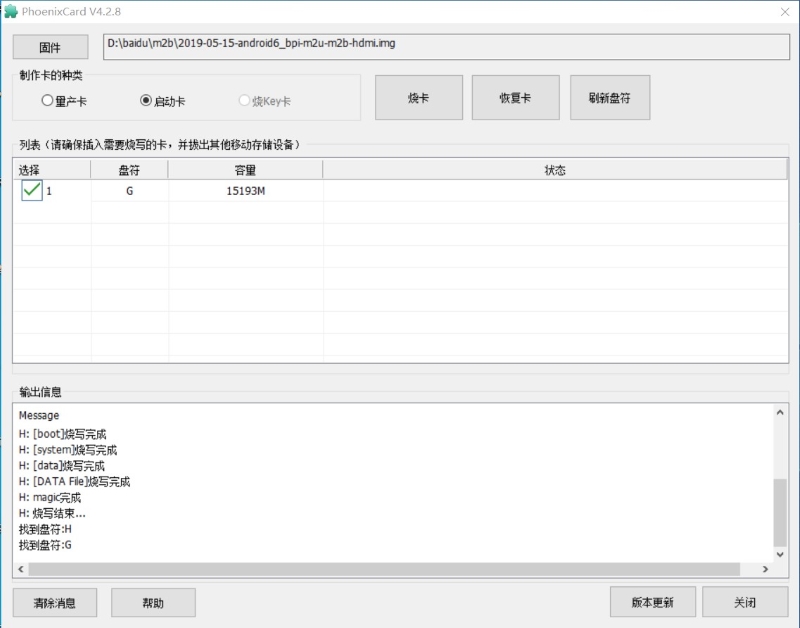 PhoenixCard V4.2.8
固件
D:\baidu\m2b\2019-05-15-android6_bpi-m2u-m2b-hdmi.img
制作卡的种类
量产卡 启动卡 烧Key卡
烧卡 恢复卡 刷新盘符
列表（请确保插入需要烧写的卡，并拔出其他移动存储设备）
选择 盘符 容量 状态
1 G 15193M
输出信息
Message
H: [boot]烧写完成
H: [system]烧写完成
H: [data]烧写完成
H: [DATA File]烧写完成
H: magic完成
H: 烧写结束...
找到盘符:H
找到盘符:G
清除消息 帮助 版本更新 关闭